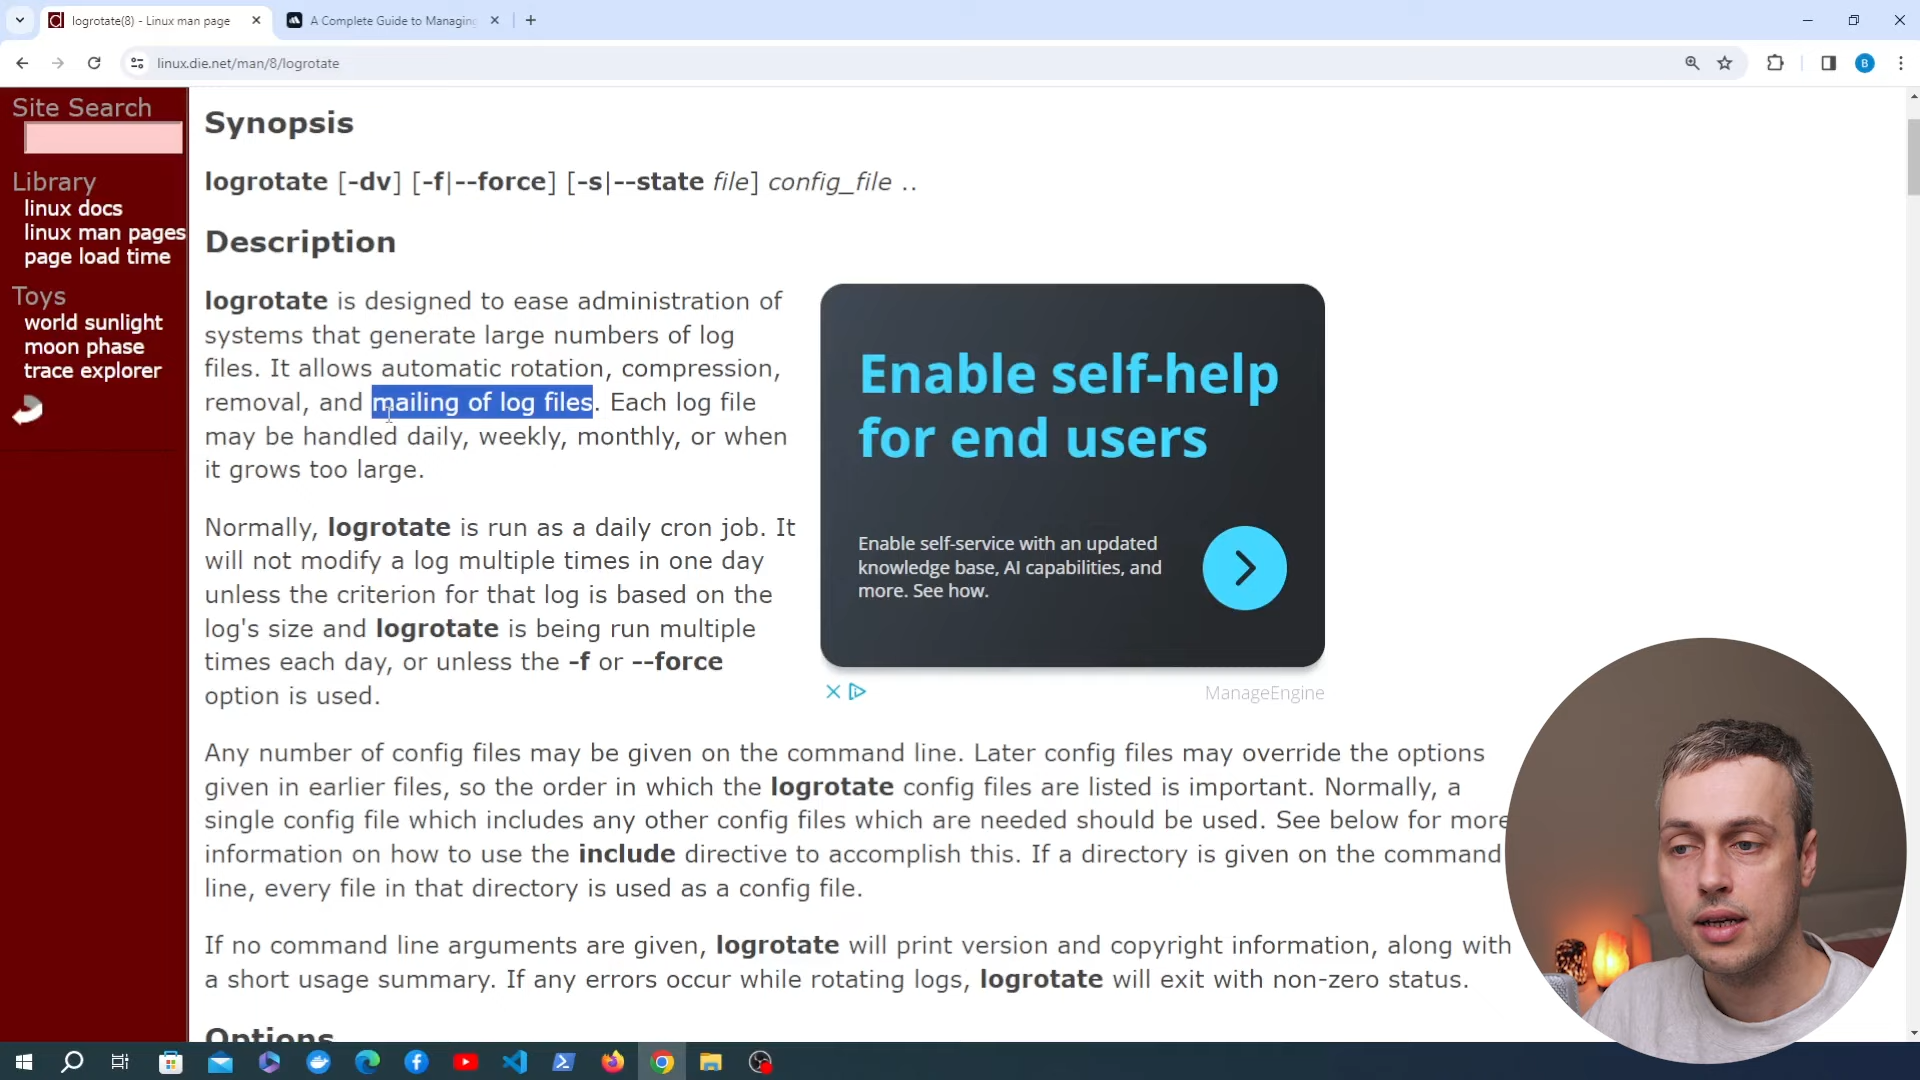 logrotate(8) - Linux man page
A Complete Guide to Managing
linux.die.net/man/8/logrotate
B
Site Search
Library
linux docs
linux man pages
page load time
Toys
world sunlight
moon phase
trace explorer
Synopsis
logrotate [-dv] [-f|--force] [-s|--state file] config_file ..
Description
logrotate is designed to ease administration of
systems that generate large numbers of log
files. It allows automatic rotation, compression,
removal, and mailing of log files. Each log file
may be handled daily, weekly, monthly, or when
it grows too large.
Normally, logrotate is run as a daily cron job. It
will not modify a log multiple times in one day
unless the criterion for that log is based on the
log's size and logrotate is being run multiple
times each day, or unless the -f or --force
option is used.
Enable self-help
for end users
Enable self-service with an updated
knowledge base, AI capabilities, and
more. See how.
ManageEngine
Any number of config files may be given on the command line. Later config files may override the options
given in earlier files, so the order in which the logrotate config files are listed is important. Normally, a
single config file which includes any other config files which are needed should be used. See below for more
information on how to use the include directive to accomplish this. If a directory is given on the command
line, every file in that directory is used as a config file.
If no command line arguments are given, logrotate will print version and copyright information, along with
a short usage summary. If any errors occur while rotating logs, logrotate will exit with non-zero status.
Options